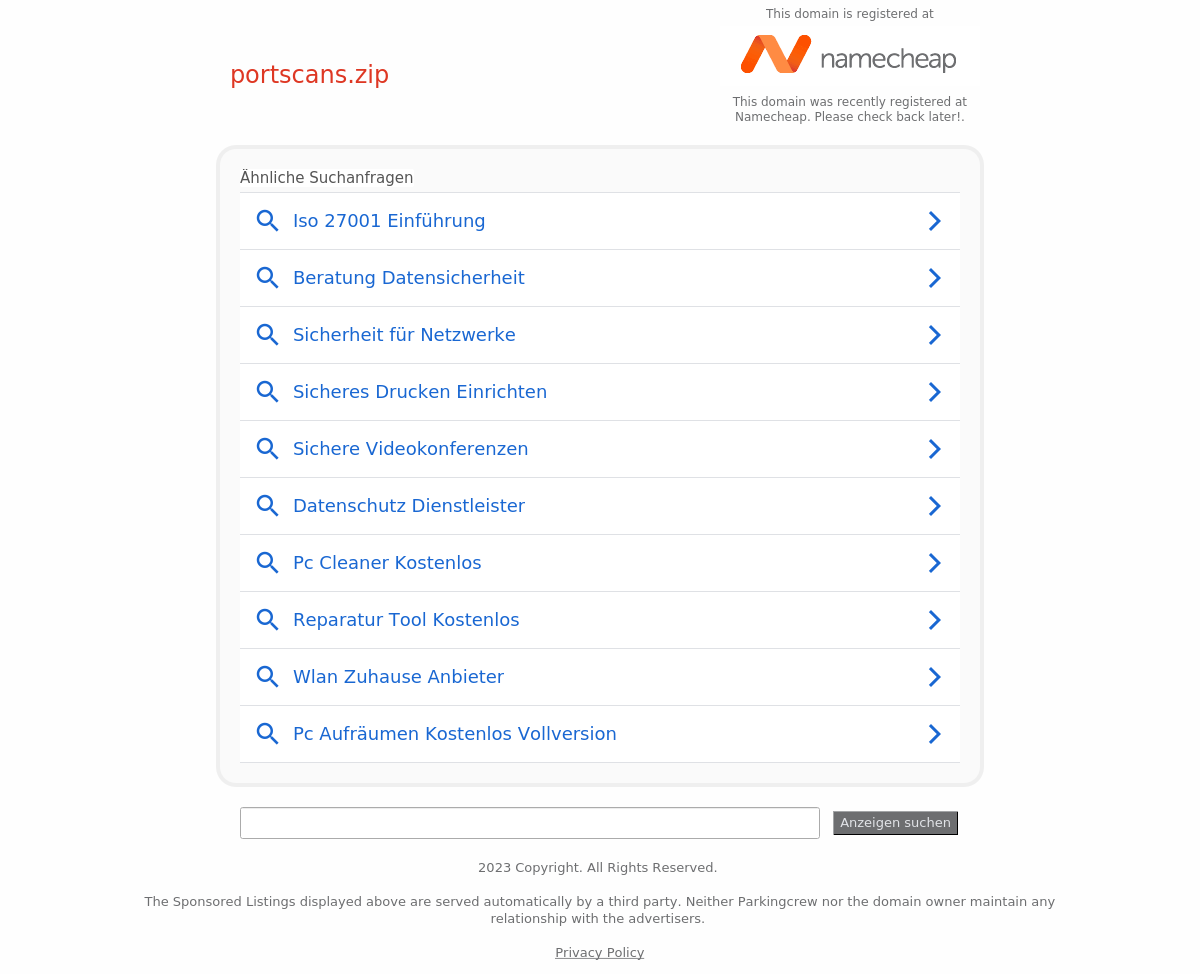 This domain is registered at
namecheap
portscans.zip
This domain was recently registered at
Namecheap. Please check back later!.
Ähnliche Suchanfragen
Iso 27001 Einführung
Beratung Datensicherheit
Sicherheit für Netzwerke
Sicheres Drucken Einrichten
Sichere Videokonferenzen
Datenschutz Dienstleister
Pc Cleaner Kostenlos
Reparatur Tool Kostenlos
Wlan Zuhause Anbieter
Pc Aufräumen Kostenlos Vollversion
Anzeigen suchen
2023 Copyright. All Rights Reserved.
The Sponsored Listings displayed above are served automatically by a third party. Neither Parkingcrew nor the domain owner maintain any
relationship with the advertisers.
Privacy Policy